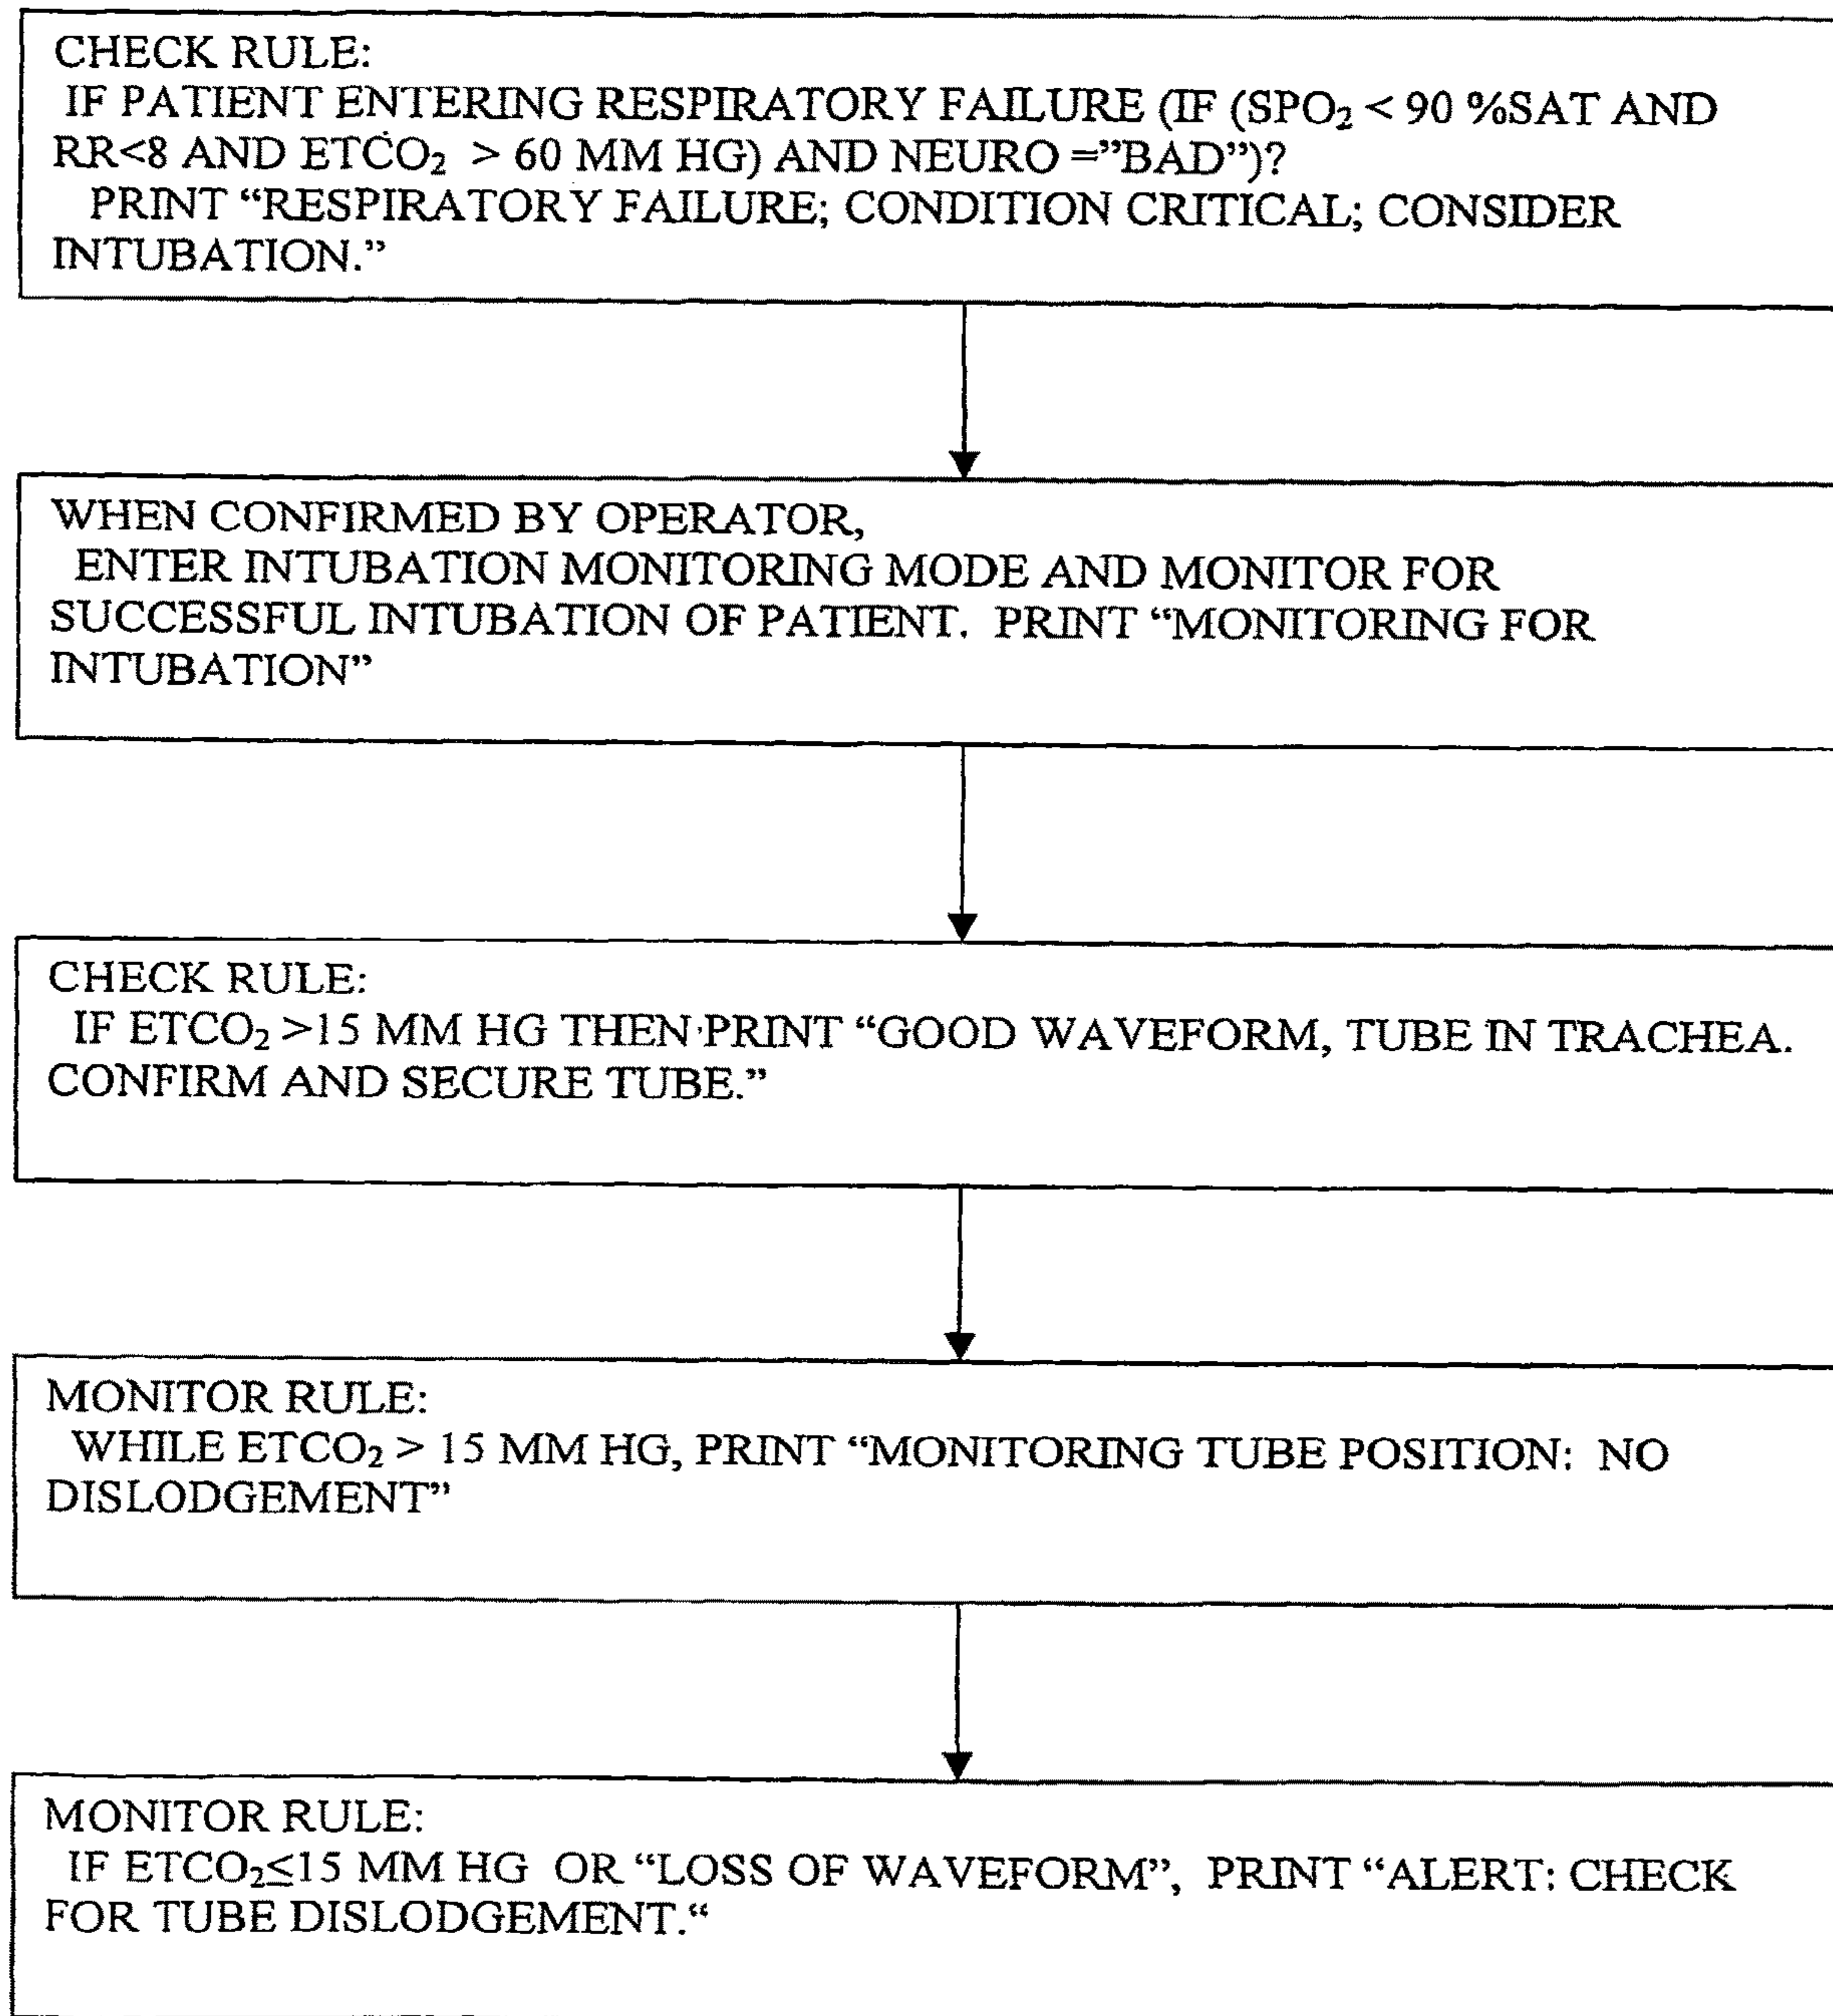 CHECK RULE:
IF PATIENT ENTERING RESPIRATORY FAILURE (IF (SPO₂ < 90 %SAT AND
RR<8 AND ETCO₂ > 60 MM HG) AND NEURO =”BAD”)?
PRINT “RESPIRATORY FAILURE; CONDITION CRITICAL; CONSIDER
INTUBATION.”
WHEN CONFIRMED BY OPERATOR,
ENTER INTUBATION MONITORING MODE AND MONITOR FOR
SUCCESSFUL INTUBATION OF PATIENT. PRINT “MONITORING FOR
INTUBATION”
CHECK RULE:
IF ETCO₂ >15 MM HG THEN PRINT “GOOD WAVEFORM, TUBE IN TRACHEA.
CONFIRM AND SECURE TUBE.”
MONITOR RULE:
WHILE ETCO₂ > 15 MM HG, PRINT “MONITORING TUBE POSITION: NO
DISLODGEMENT”
MONITOR RULE:
IF ETCO₂≤15 MM HG OR “LOSS OF WAVEFORM”, PRINT “ALERT: CHECK
FOR TUBE DISLODGEMENT.“